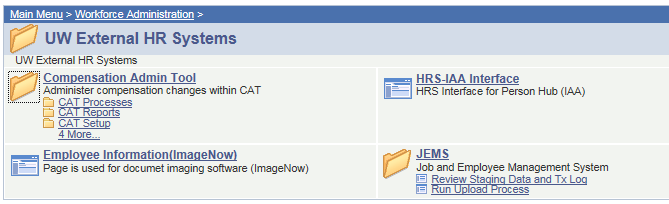 Main Menu > Workforce Administration >
UW External HR Systems
UW External HR Systems
Compensation Admin Tool
Administer compensation changes within CAT
CAT Processes
CAT Reports
CAT Setup
4 More...
HRS-IAA Interface
HRS Interface for Person Hub (IAA)
Employee Information(ImageNow)
Page is used for documet imaging software (ImageNow)
JEMS
Job and Employee Management System
Review Staging Data and Tx Log
Run Upload Process